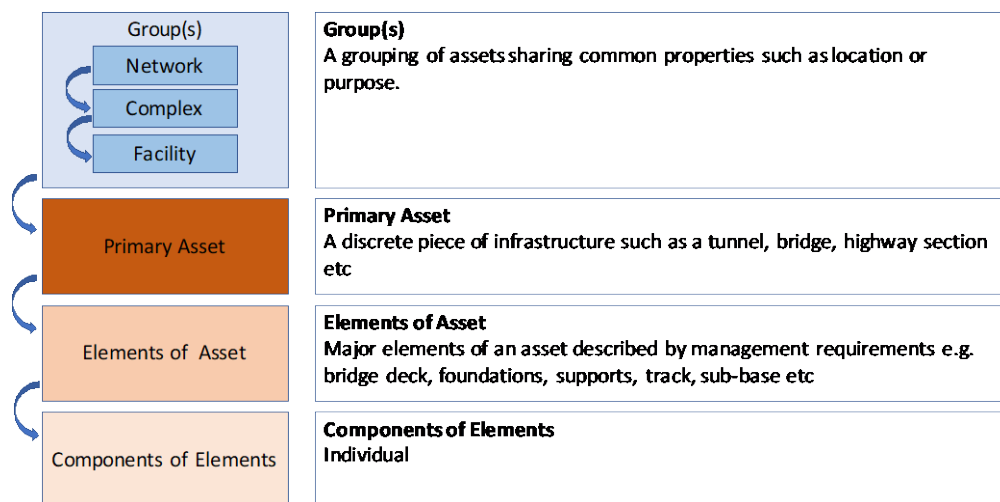 Group(s)
Network
Complex
Facility
Group(s)
A grouping of assets sharing common properties such as location or
purpose.
Primary Asset
Primary Asset
A discrete piece of infrastructure such as a tunnel, bridge, highway section
etc
Elements of Asset
Elements of Asset
Major elements of an asset described by management requirements e.g.
bridge deck, foundations, supports, track, sub-base etc
Components of Elements
Components of Elements
Individual